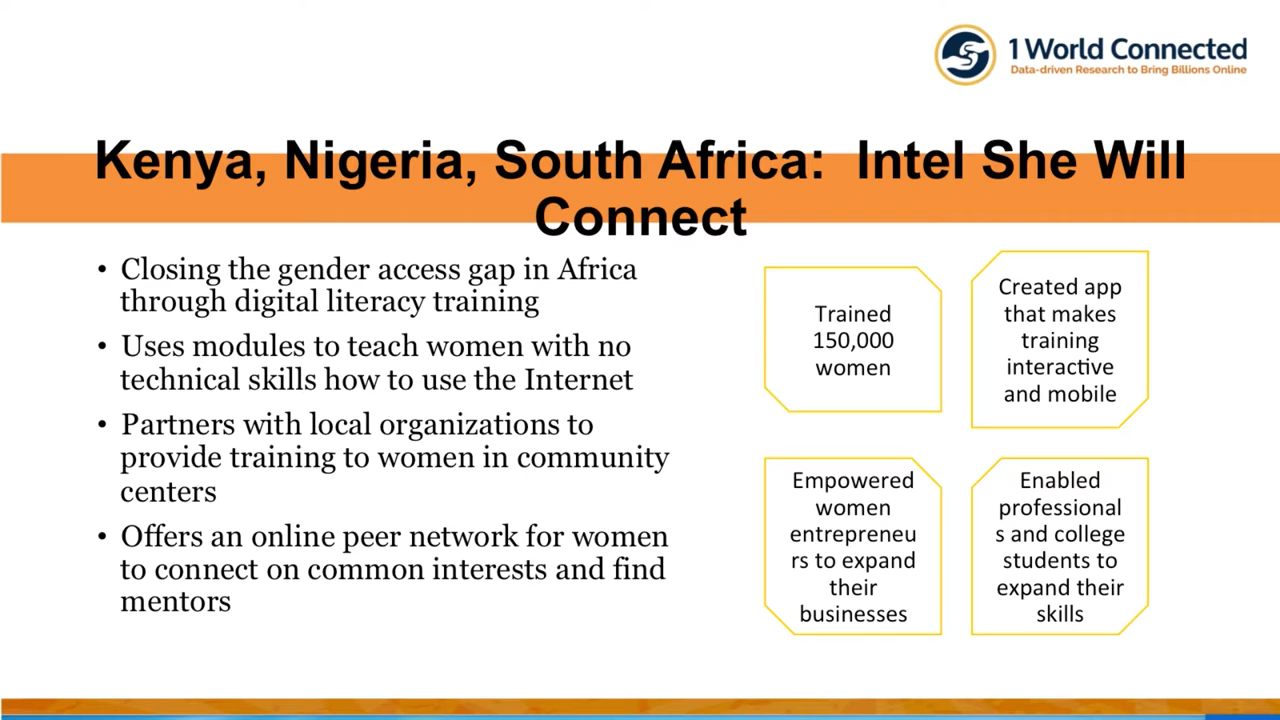 1 World Connected
Data-driven Research to Bring Billions Online
Kenya, Nigeria, South Africa:  Intel She Will
Connect
• Closing the gender access gap in Africa
through digital literacy training
• Uses modules to teach women with no
technical skills how to use the Internet
• Partners with local organizations to
provide training to women in community
centers
• Offers an online peer network for women
to connect on common interests and find
mentors
Trained
150,000
women
Created app
that makes
training
interactive
and mobile
Empowered
women
entrepreneu
rs to expand
their
businesses
Enabled
professional
s and college
students to
expand their
skills